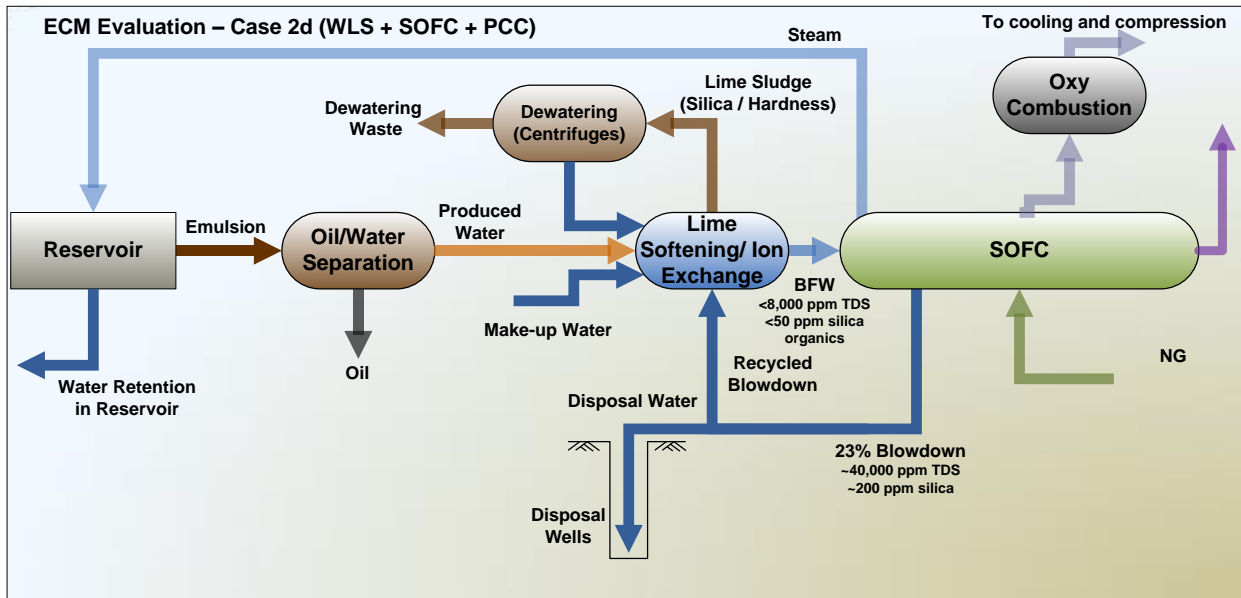 ECM Evaluation – Case 2d (WLS + SOFC + PCC)
Steam
To cooling and compression
Oxy
Combustion
Lime Sludge
(Silica / Hardness)
Dewatering
(Centrifuges)
Dewatering
Waste
Reservoir
Emulsion
Oil/Water
Separation
Produced
Water
Lime
Softening/ Ion
Exchange
SOFC
BFW
<8,000 ppm TDS
<50 ppm silica
organics
Make-up Water
Oil
Water Retention
in Reservoir
Recycled
Blowdown
NG
Disposal Water
23% Blowdown
~40,000 ppm TDS
~200 ppm silica
Disposal
Wells